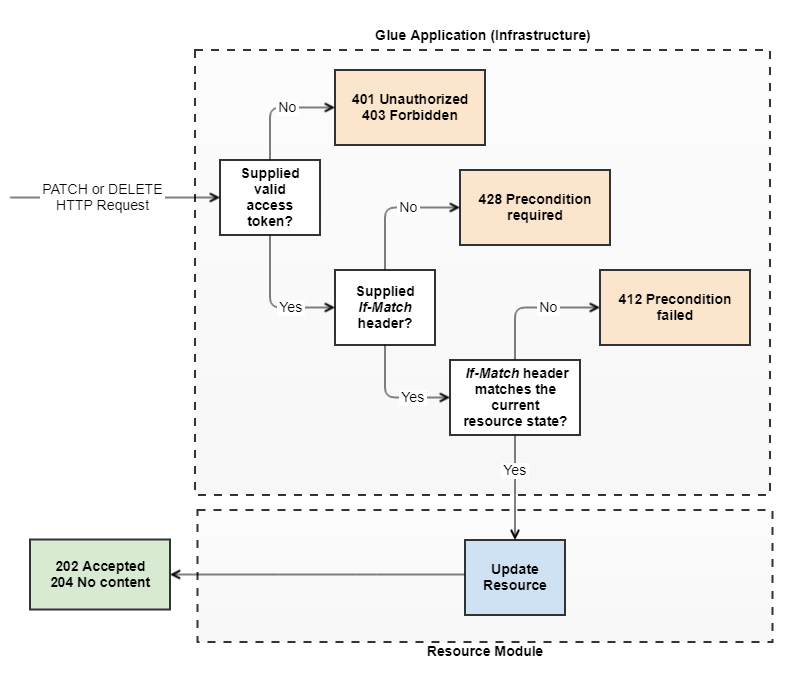 Glue Application (Infrastructure)
No
401 Unauthorized
403 Forbidden
PATCH or DELETE
HTTP Request
Supplied
valid
access
token?
No
428 Precondition
required
Yes
Supplied
If-Match
header?
No
412 Precondition
failed
Yes
If-Match header
matches the
current
resource state?
Yes
202 Accepted
204 No content
Update
Resource
Resource Module